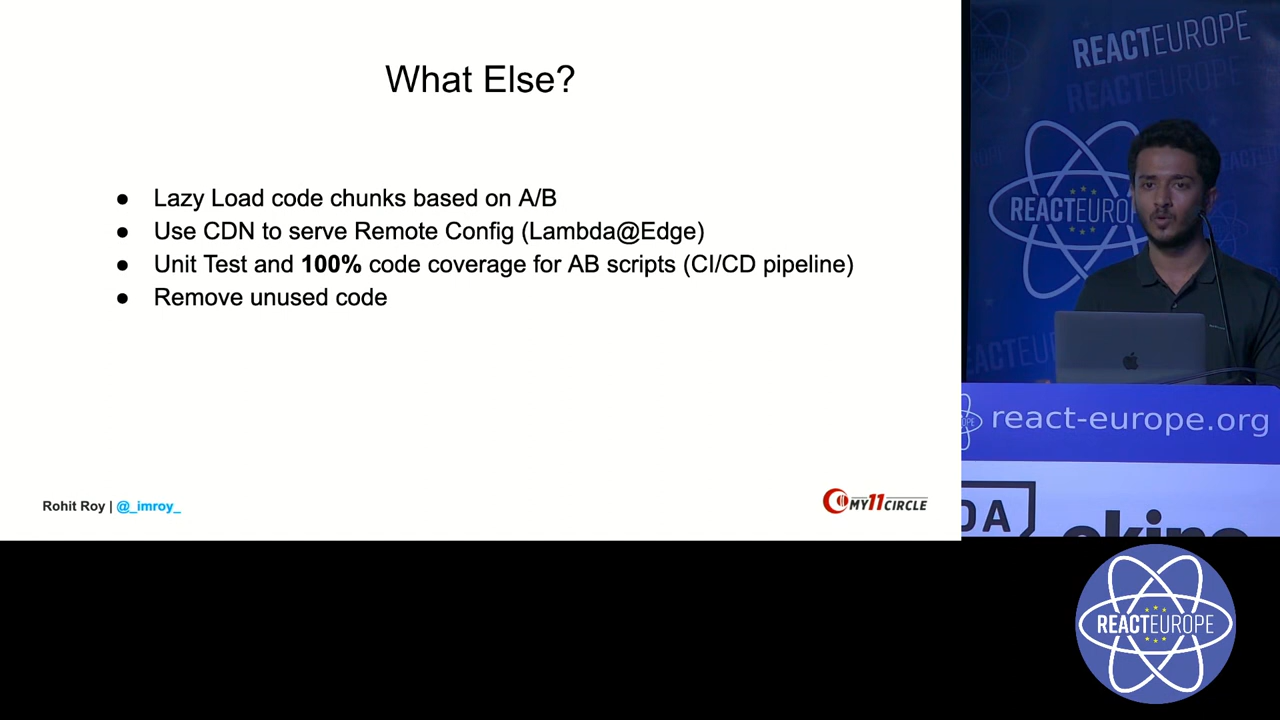 What Else?
● Lazy Load code chunks based on A/B
● Use CDN to serve Remote Config (Lambda@Edge)
● Unit Test and 100% code coverage for AB scripts (CI/CD pipeline)
● Remove unused code
Rohit Roy | @_imroy_
MY11CIRCLE
REACTEUROPE
REACTEUROPE
REACTEUROPE
react-europe.org
REACTEUROPE